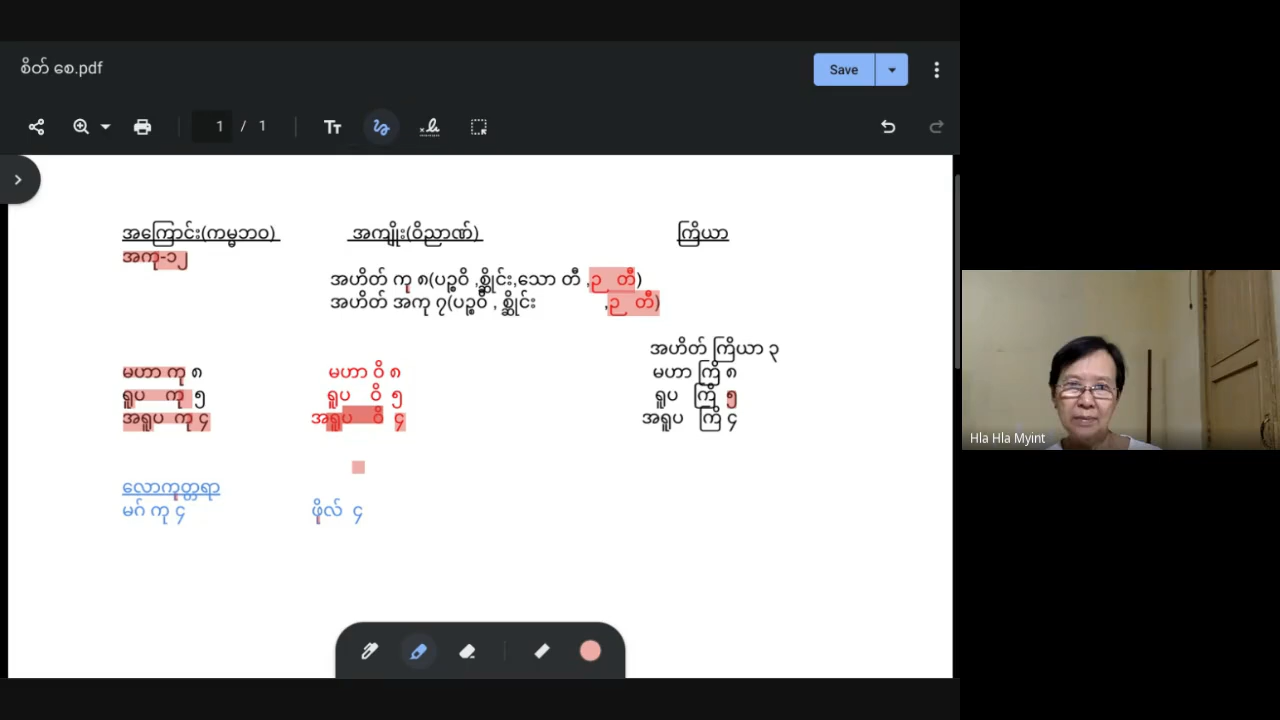 စိတ် စေ.pdf
Save
1 / 1
အကြောင်း(ကမ္မဘဝ) အကျိုး(ဝိညာဏ်) ကြိယာ
အကု-၁၂
အဟိတ် ကု ၈(ပဉ္စဝိ ,စ္ဆိုင်း,သော တီ ,ဥ တီ)
အဟိတ် အကု ၇(ပဉ္စဝိ , စ္ဆိုင်း ,ဥ တီ)
အဟိတ် ကြိယာ ၃
မဟာ ကု ၈ မဟာ ဝိ ၈ မဟာ ကြိ ၈
ရူပ ကု ၅ ရူပ ဝိ ၅ ရူပ ကြိ ၅
အရူပ ကု ၄ အရူပ ဝိ ၄ အရူပ ကြိ ၄
လောကုတ္တရာ
မဂ် ကု ၄ ဖိုလ် ၄
Hla Hla Myint